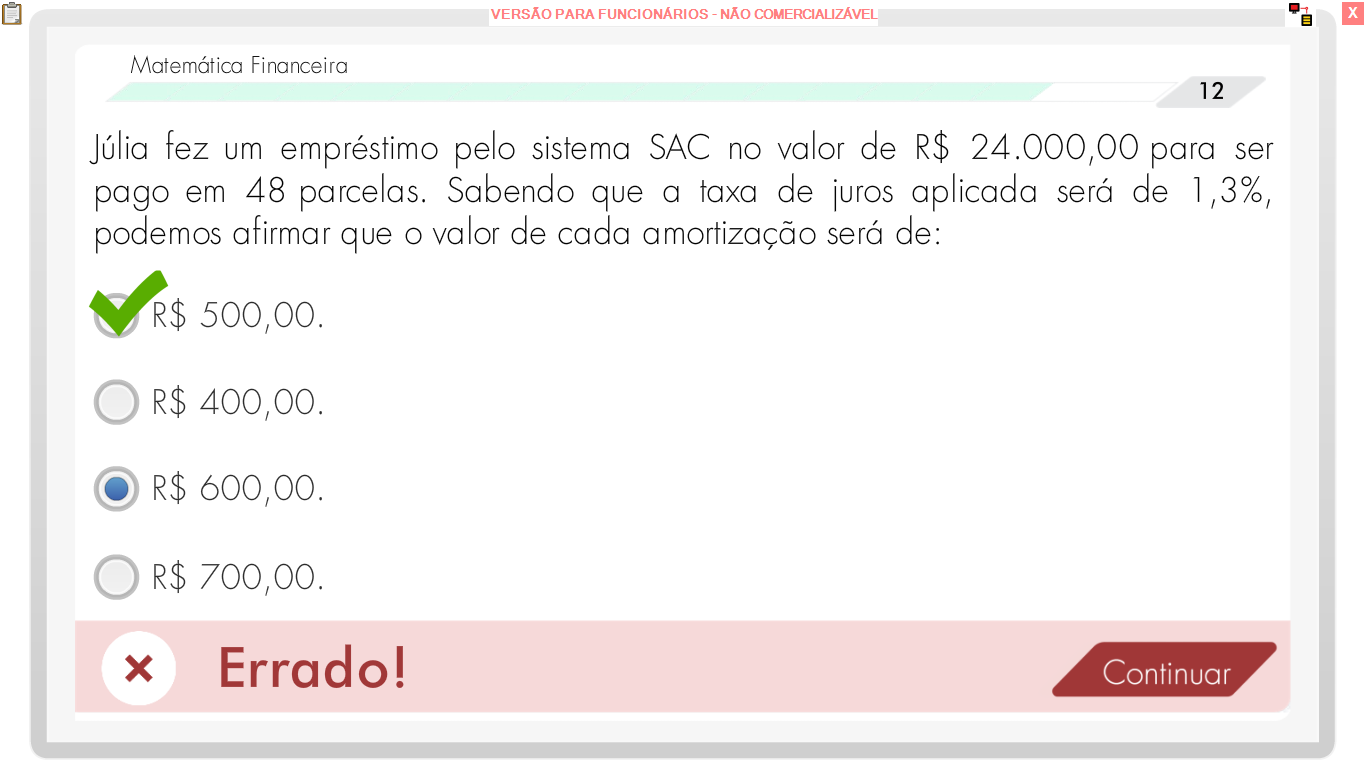 VERSÃO PARA FUNCIONÁRIOS - NÃO COMERCIALIZÁVEL
X
Matemática Financeira
12
Júlia fez um empréstimo pelo sistema SAC no valor de R$ 24.000,00 para ser
pago em 48 parcelas. Sabendo que a taxa de juros aplicada será de 1,3%,
podemos afirmar que o valor de cada amortização será de:
R$ 500,00.
R$ 400,00.
R$ 600,00.
R$ 700,00.
Errado!
Continuar